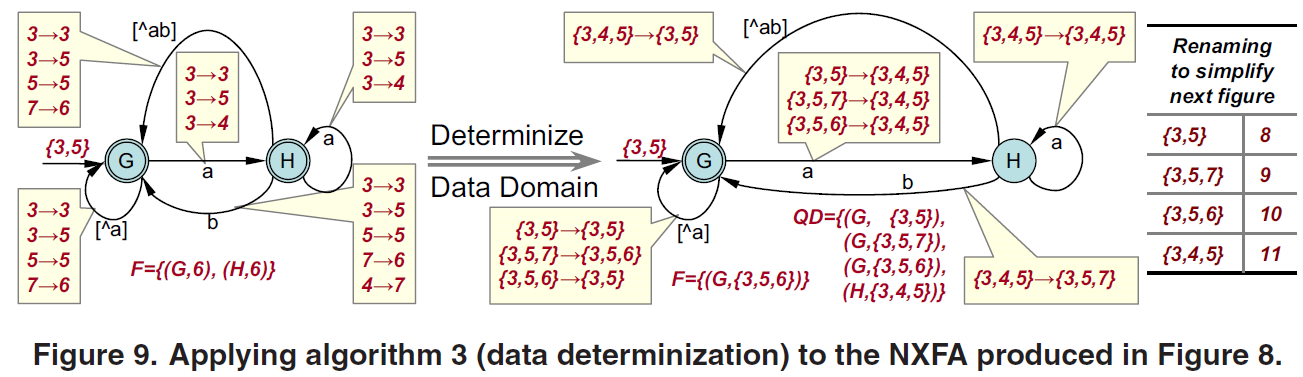 3→3
3→5
5→5
7→6
[^ab]
3→3
3→5
3→4
3→3
3→5
3→4
{3,5}
G
H
a
a
b
[^a]
3→3
3→5
5→5
7→6
F={(G,6), (H,6)}
3→3
3→5
5→5
7→6
4→7
Determinize
Data Domain
{3,4,5}→{3,5}
[^ab]
{3,5}→{3,4,5}
{3,5,7}→{3,4,5}
{3,5,6}→{3,4,5}
{3,4,5}→{3,4,5}
{3,5}
G
H
a
a
b
[^a]
{3,5}→{3,5}
{3,5,7}→{3,5,6}
{3,5,6}→{3,5}
F={(G,{3,5,6})}
QD={(G, {3,5}),
(G,{3,5,7}),
(G,{3,5,6}),
(H,{3,4,5})}
{3,4,5}→{3,5,7}
Renaming
to simplify
next figure
{3,5} 8
{3,5,7} 9
{3,5,6} 10
{3,4,5} 11
Figure 9. Applying algorithm 3 (data determinization) to the NXFA produced in Figure 8.